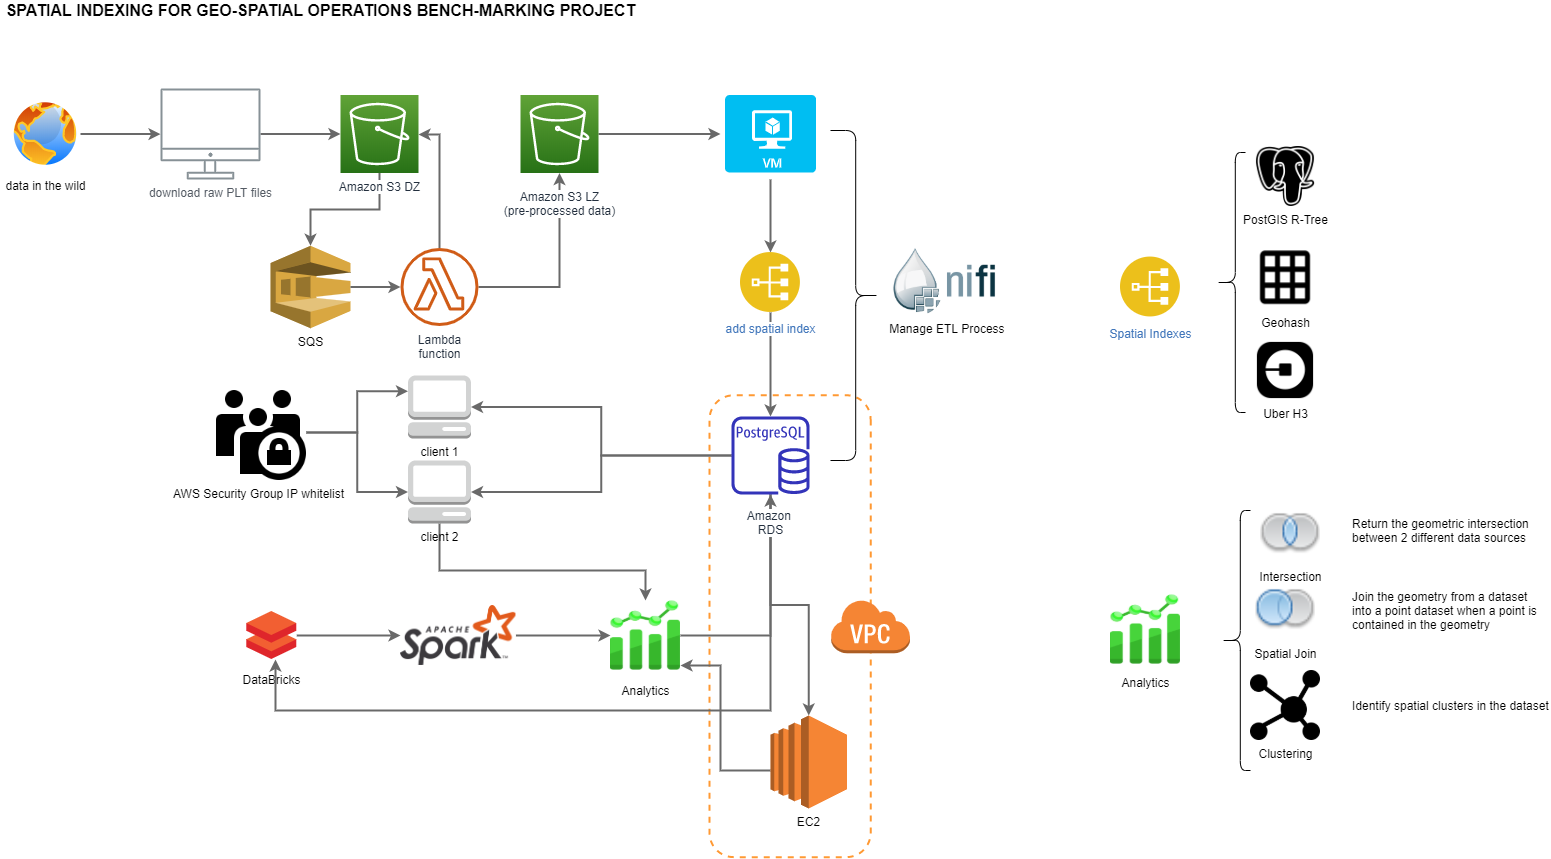 SPATIAL INDEXING FOR GEO-SPATIAL OPERATIONS BENCH-MARKING PROJECT
data in the wild
download raw PLT files
Amazon S3 DZ
Amazon S3 LZ
(pre-processed data)
VM
SQS
Lambda
function
add spatial index
nifi
Manage ETL Process
AWS Security Group IP whitelist
client 1
client 2
PostgreSQL
Amazon
RDS
DataBricks
APACHE
Spark
Analytics
VPC
EC2
Spatial Indexes
PostGIS R-Tree
Geohash
Uber H3
Analytics
Intersection
Return the geometric intersection
between 2 different data sources
Spatial Join
Join the geometry from a dataset
into a point dataset when a point is
contained in the geometry
Clustering
Identify spatial clusters in the dataset